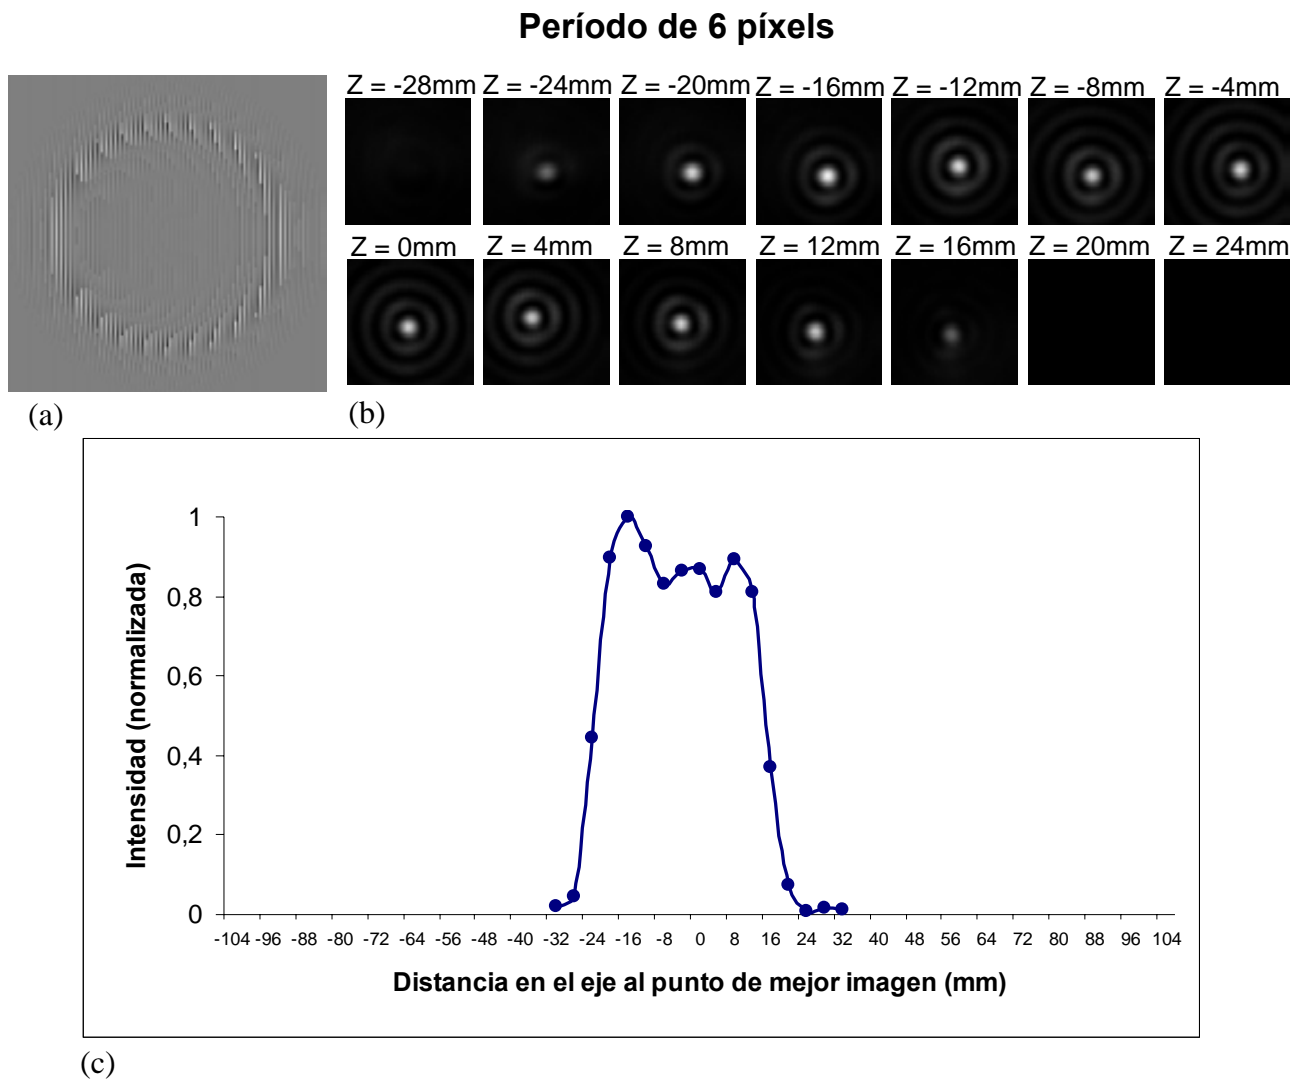 Período de 6 píxels
Z = -28mm Z = -24mm Z = -20mm Z = -16mm Z = -12mm Z = -8mm Z = -4mm
Z = 0mm Z = 4mm Z = 8mm Z = 12mm Z = 16mm Z = 20mm Z = 24mm
(a) (b)
1
0,8
0,6
0,4
0,2
0
Intensidad (normalizada)
-104 -96 -88 -80 -72 -64 -56 -48 -40 -32 -24 -16 -8 0 8 16 24 32 40 48 56 64 72 80 88 96 104
Distancia en el eje al punto de mejor imagen (mm)
(c)